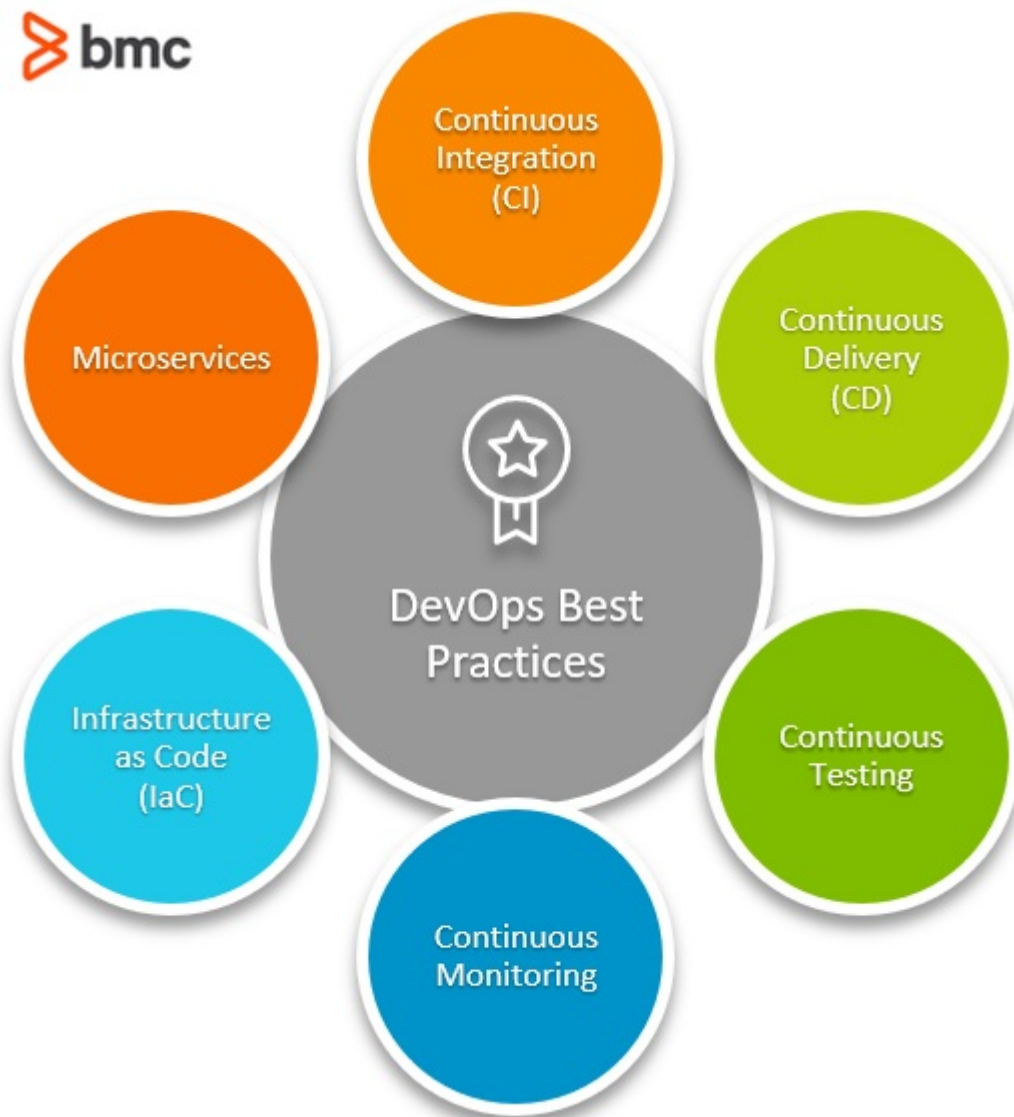 bmc
Continuous
Integration
(CI)
Continuous
Delivery
(CD)
Continuous
Testing
Continuous
Monitoring
Infrastructure
as Code
(IaC)
Microservices
DevOps Best
Practices